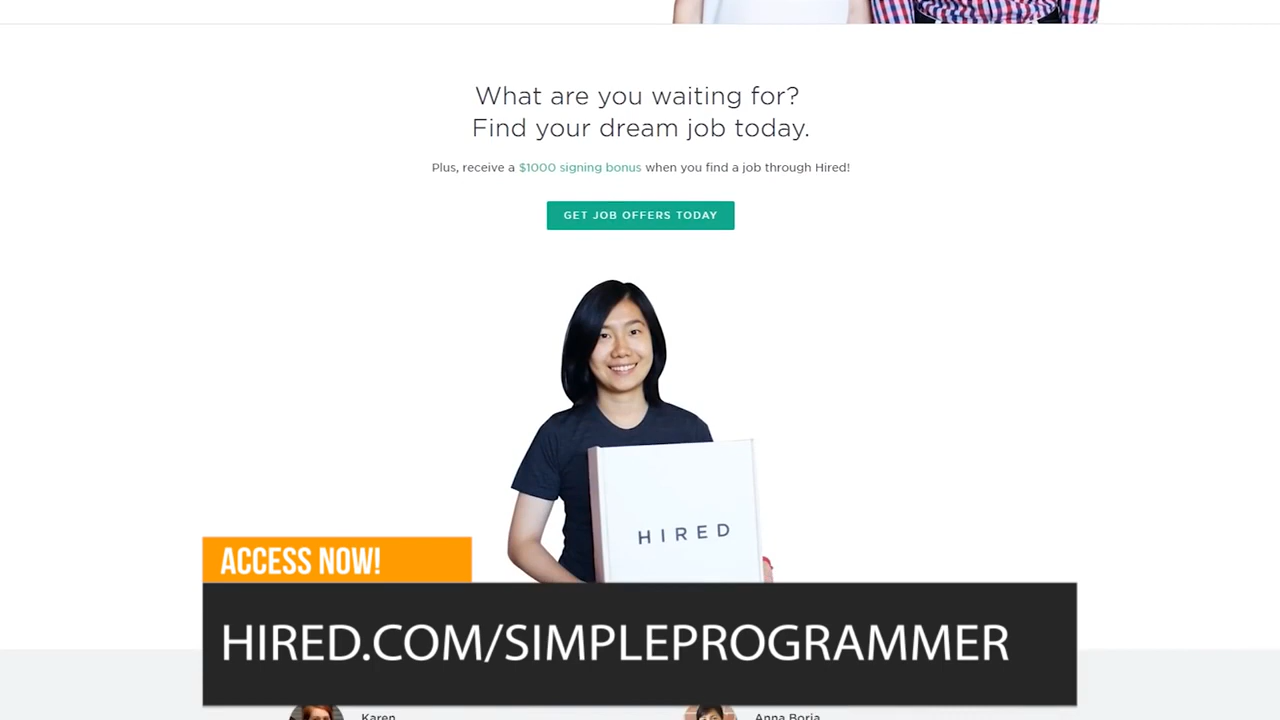 What are you waiting for?
Find your dream job today.
Plus, receive a $1000 signing bonus when you find a job through Hired!
GET JOB OFFERS TODAY
HIRED
ACCESS NOW!
HIRED.COM/SIMPLEPROGRAMMER
Karen
Anna Boria